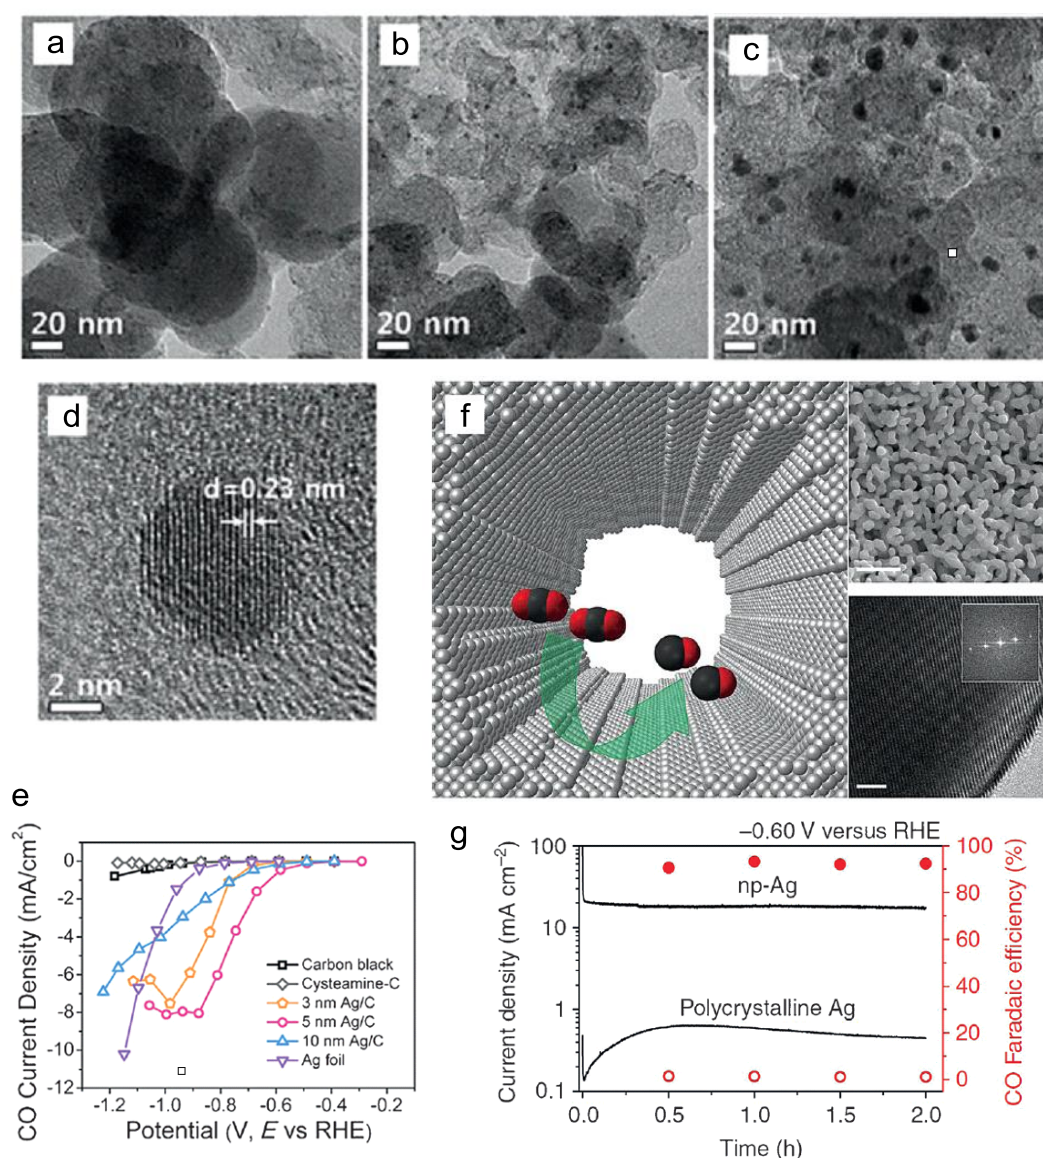 a
b
c
20 nm
20 nm
20 nm
d
d=0.23 nm
2 nm
f
e
CO Current Density (mA/cm²)
0
-2
-4
-6
-8
-10
-12
Carbon black
Cysteamine-C
3 nm Ag/C
5 nm Ag/C
10 nm Ag/C
Ag foil
-1.2 -1.0 -0.8 -0.6 -0.4 -0.2
Potential (V, E vs RHE)
g
–0.60 V versus RHE
Current density (mA cm⁻²)
100
10
1
0.1
np-Ag
Polycrystalline Ag
100
80
60
40
20
0
CO Faradaic efficiency (%)
0.0 0.5 1.0 1.5 2.0
Time (h)